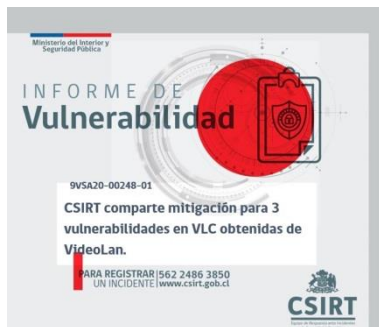 Ministerio del Interior y
Seguridad Pública
INFORME DE
Vulnerabilidad
9VSA20-00248-01
CSIRT comparte mitigación para 3
vulnerabilidades en VLC obtenidas de
VideoLan.
PARA REGISTRAR|562 2486 3850
UN INCIDENTE|www.csirt.gob.cl
CSIRT